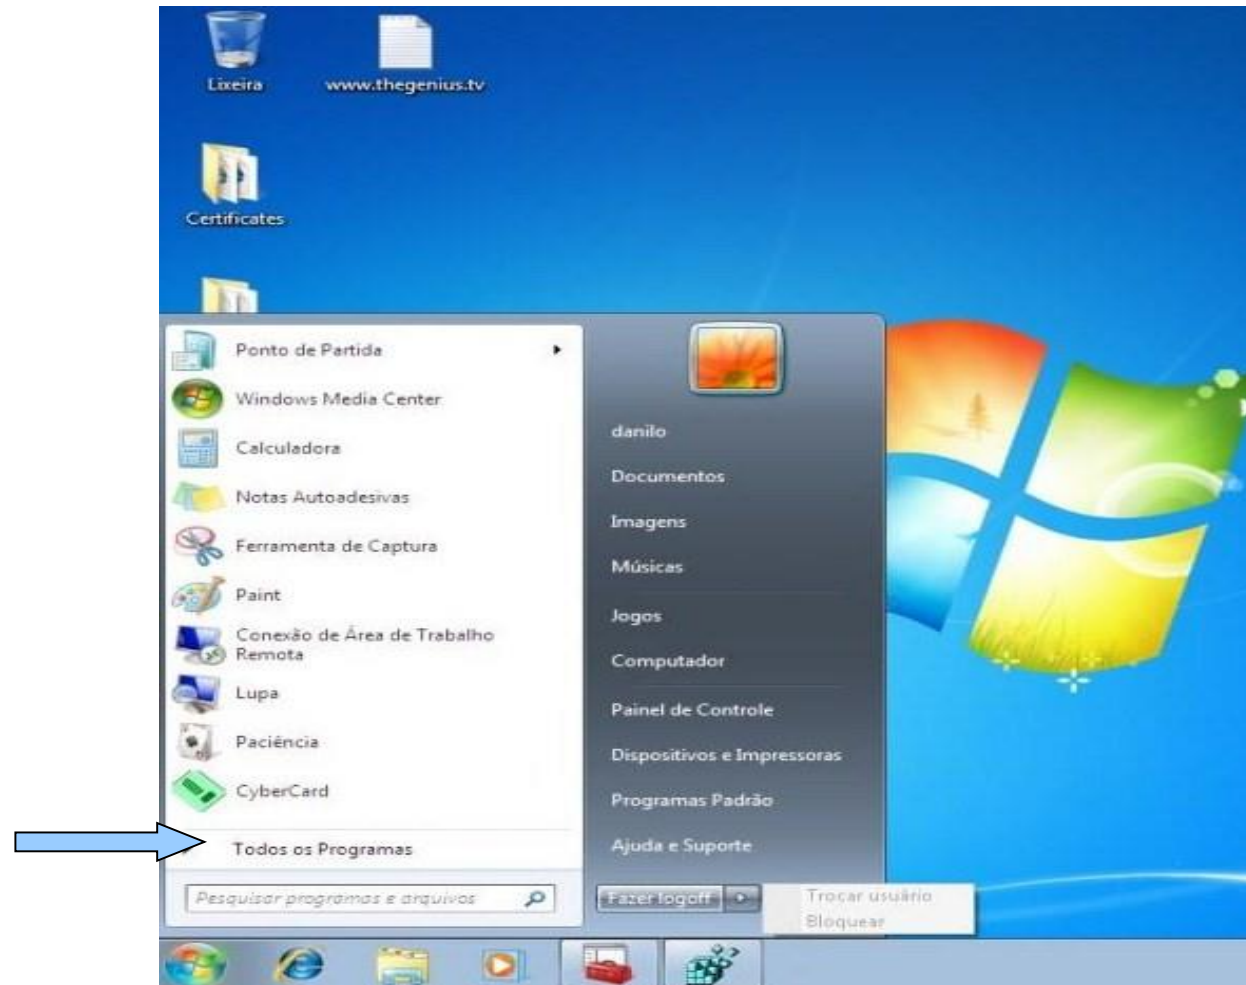 Lixeira
www.thegenius.tv
Certificates
Ponto de Partida
Windows Media Center
Calculadora
Notas Autoadesivas
Ferramenta de Captura
Paint
Conexão de Área de Trabalho
Remota
Lupa
Paciência
CyberCard
Todos os Programas
Pesquisar programas e arquivos
danilo
Documentos
Imagens
Músicas
Jogos
Computador
Painel de Controle
Dispositivos e Impressoras
Programas Padrão
Ajuda e Suporte
Fazer logoff
Trocar usuário
Bloquear